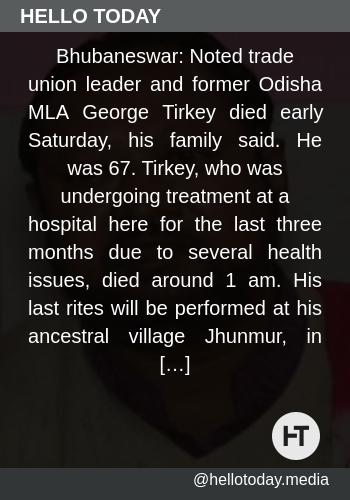 HELLO TODAY
Bhubaneswar: Noted trade
union leader and former Odisha
MLA George Tirkey died early
Saturday, his family said. He
was 67. Tirkey, who was
undergoing treatment at a
hospital here for the last three
months due to several health
issues, died around 1 am. His
last rites will be performed at his
ancestral village Jhunmur, in
[…]
HT
@hellotoday.media